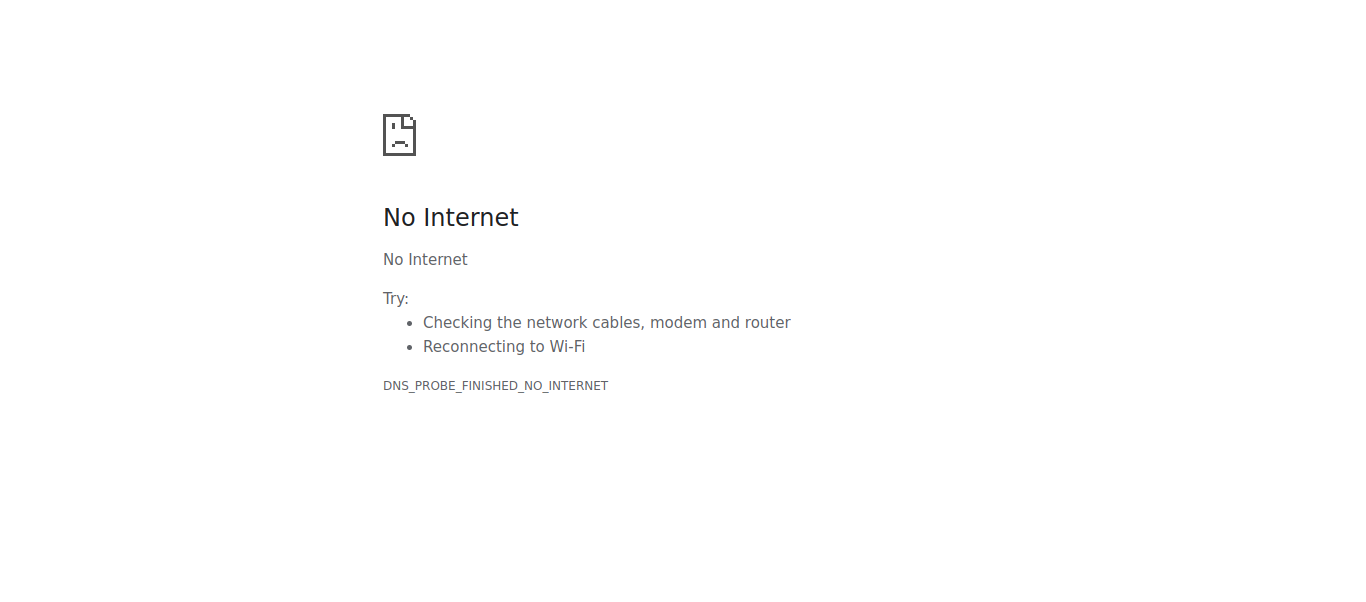 No Internet
No Internet
Try:
Checking the network cables, modem and router
Reconnecting to Wi-Fi
DNS_PROBE_FINISHED_NO_INTERNET